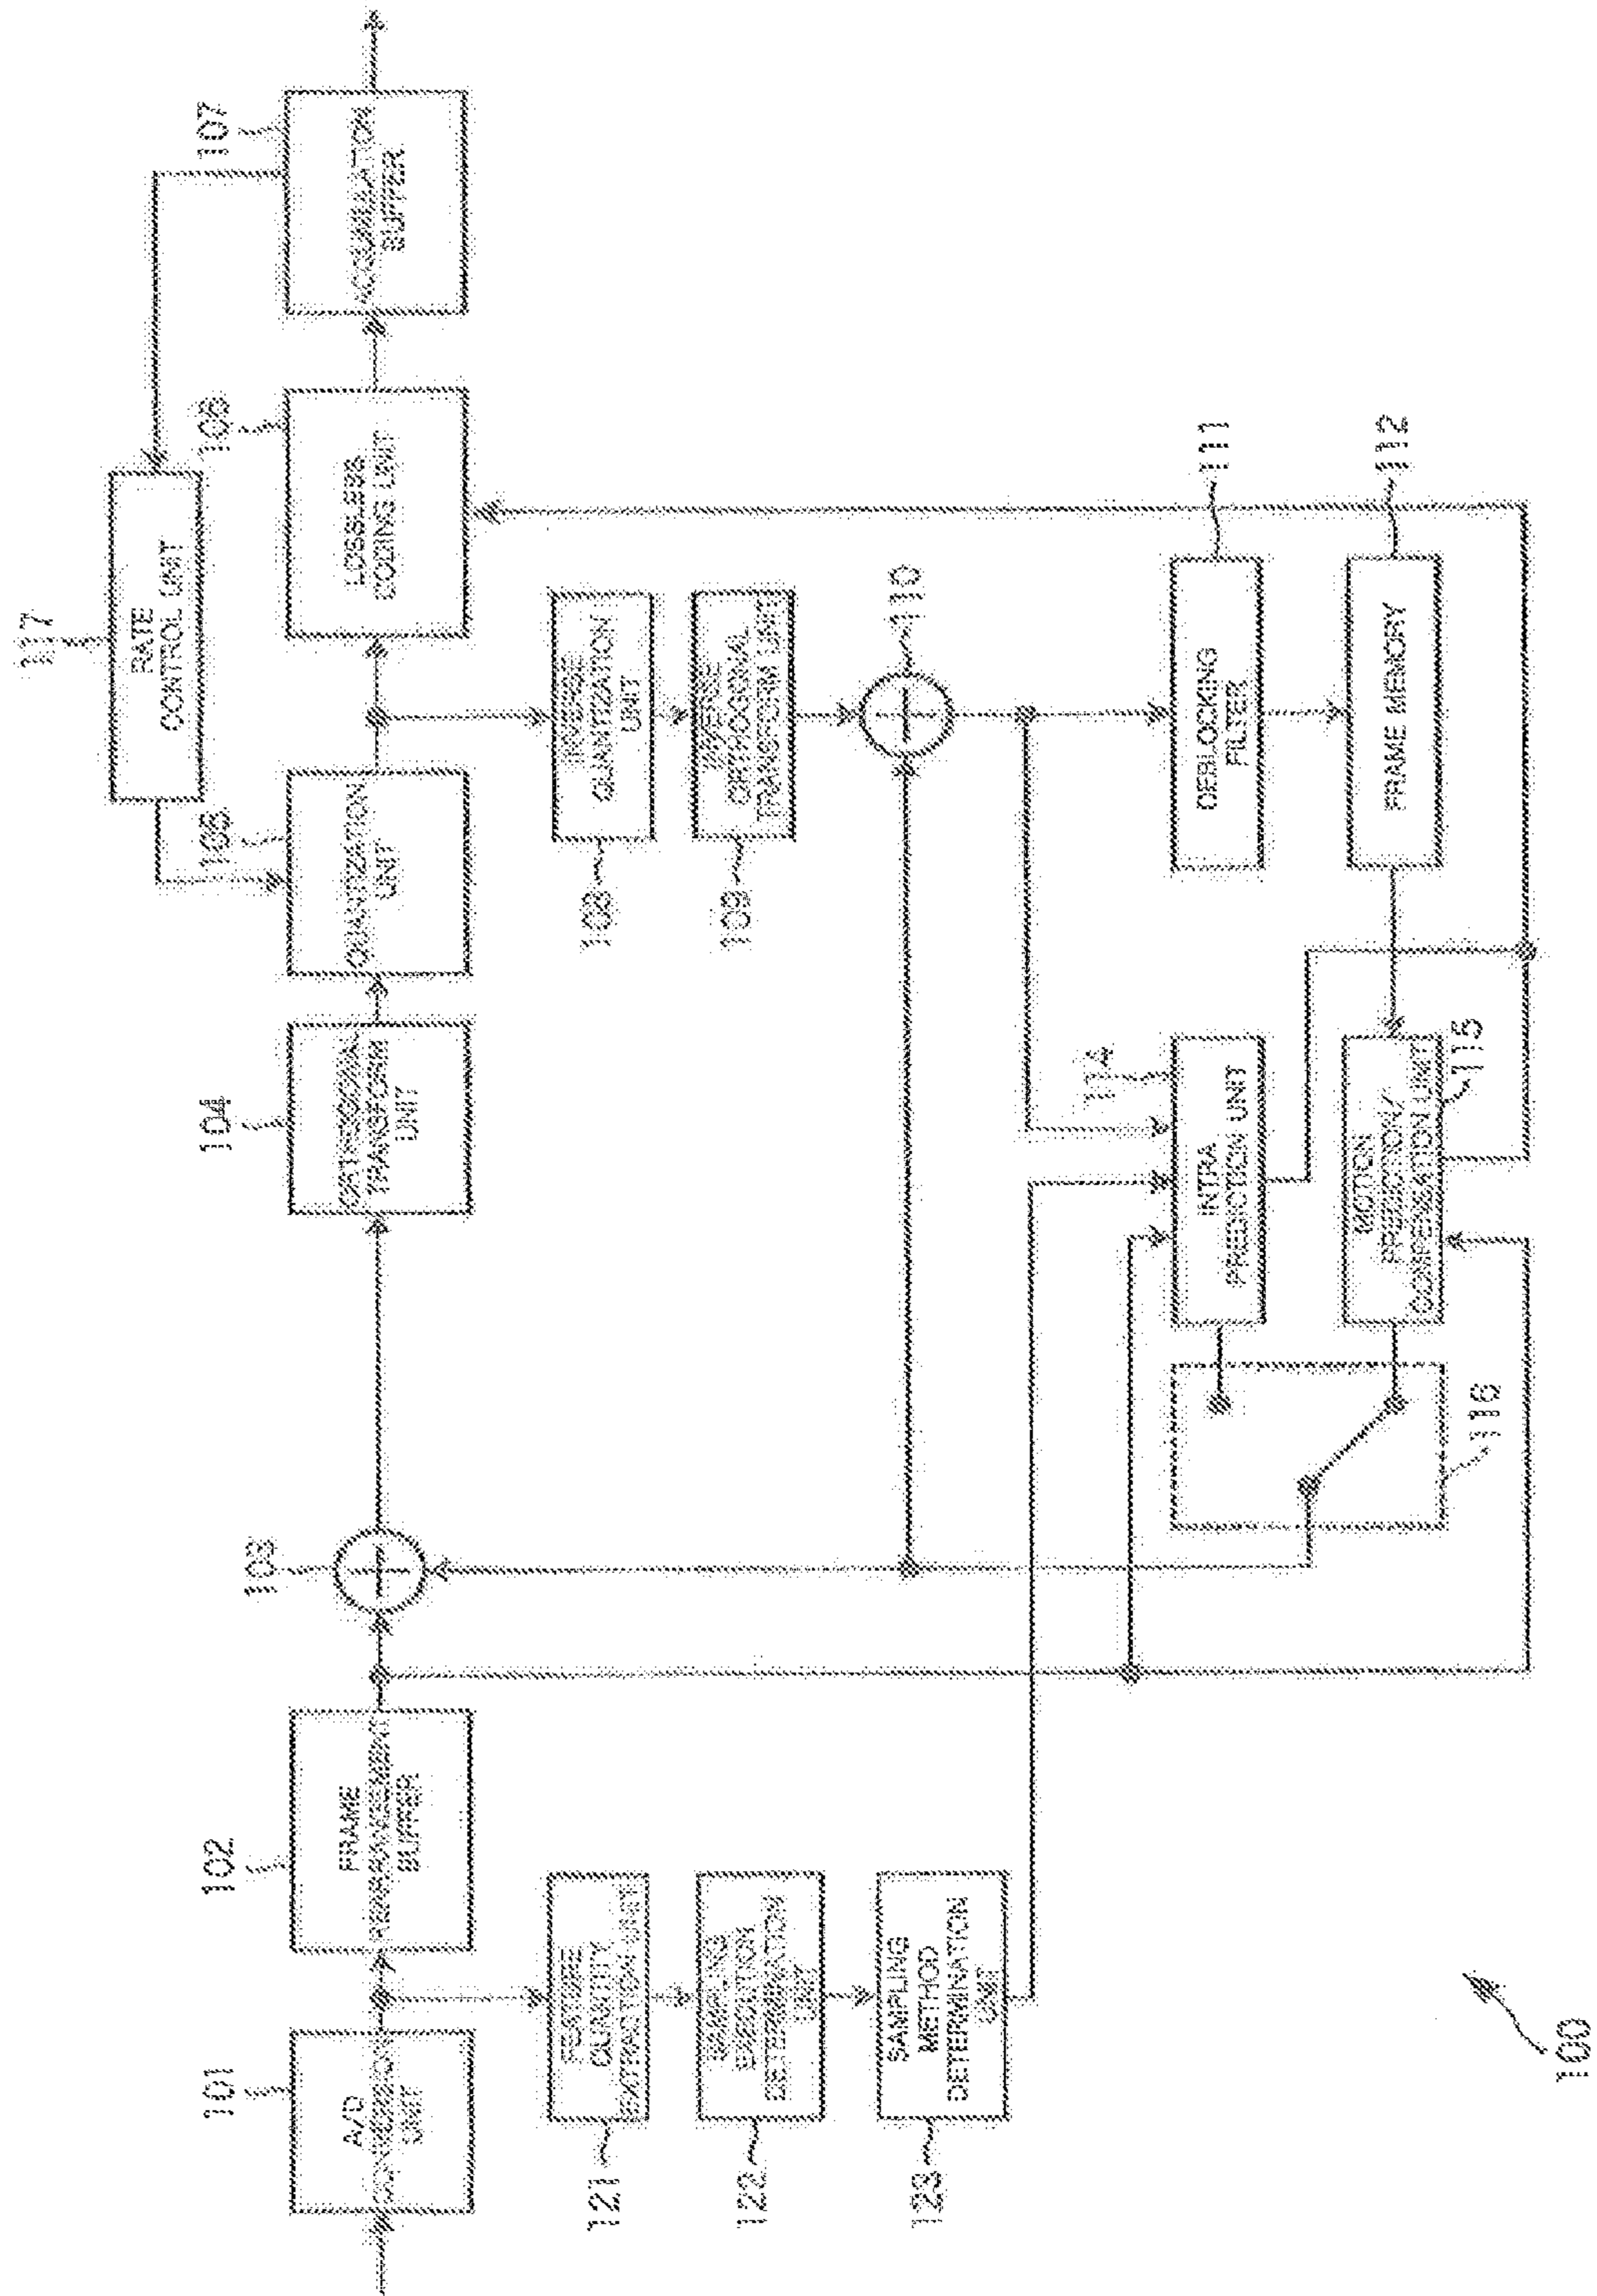 117
RATE
CONTROL UNIT
101
A/D
CONVERSION
UNIT
102
FRAME
REARRANGEMENT
BUFFER
103
104
ORTHOGONAL
TRANSFORM
UNIT
105
QUANTIZATION
UNIT
106
LOSSLESS
CODING UNIT
107
ACCUMULATION
BUFFER
121
FEATURE
QUANTITY
EXTRACTION UNIT
122
EXECUTION
DETERMINATION
UNIT
123
SAMPLING
METHOD
DETERMINATION
UNIT
108
INVERSE
QUANTIZATION
UNIT
109
INVERSE
ORTHOGONAL
TRANSFORM UNIT
110
114
INTRA
PREDICTION UNIT
111
DEBLOCKING
FILTER
116
MOTION
PREDICTION/
COMPENSATION UNIT
115
112
FRAME MEMORY
100